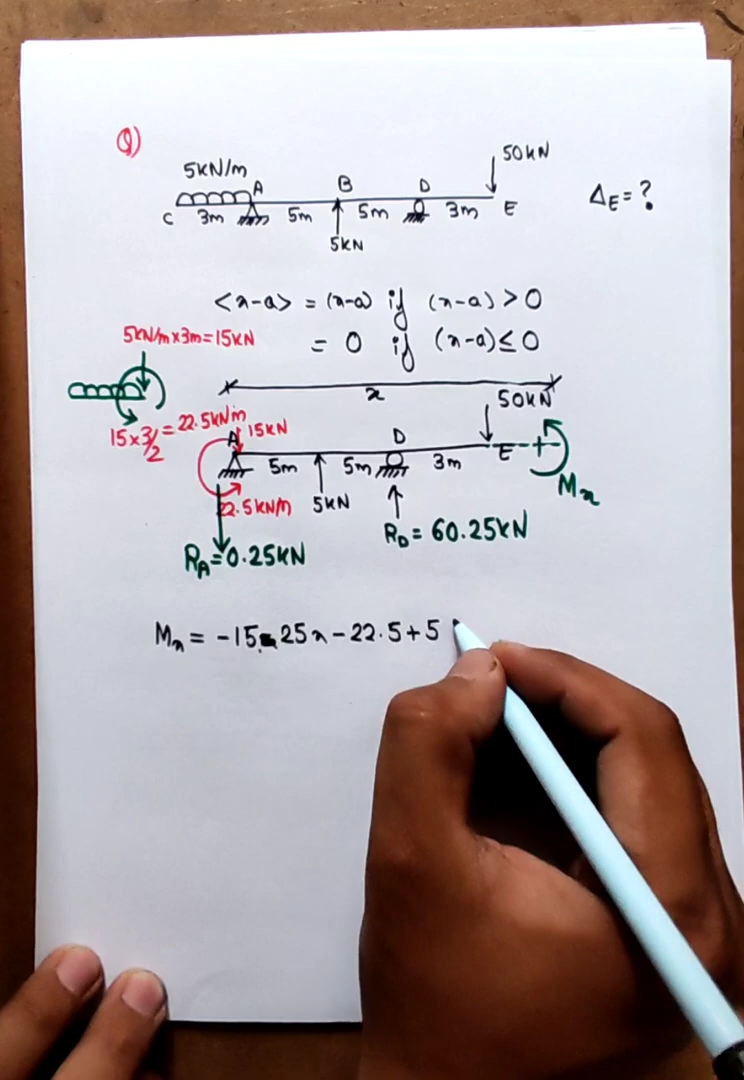 Q)
50KN
5KN/m
A B D
C 3m 5m 5m 3m E
5KN
Δ_E = ?
<x-a> = (x-a) if (x-a) > 0
= 0 if (x-a) ≤ 0
5KN/m×3m=15KN
x
50KN
15×3/2 = 22.5KNm
A 15KN D
5m 5m 3m E
22.5KNm 5KN
M_x
R_D = 60.25KN
R_A=0.25KN
M_x = -15.25x-22.5+5